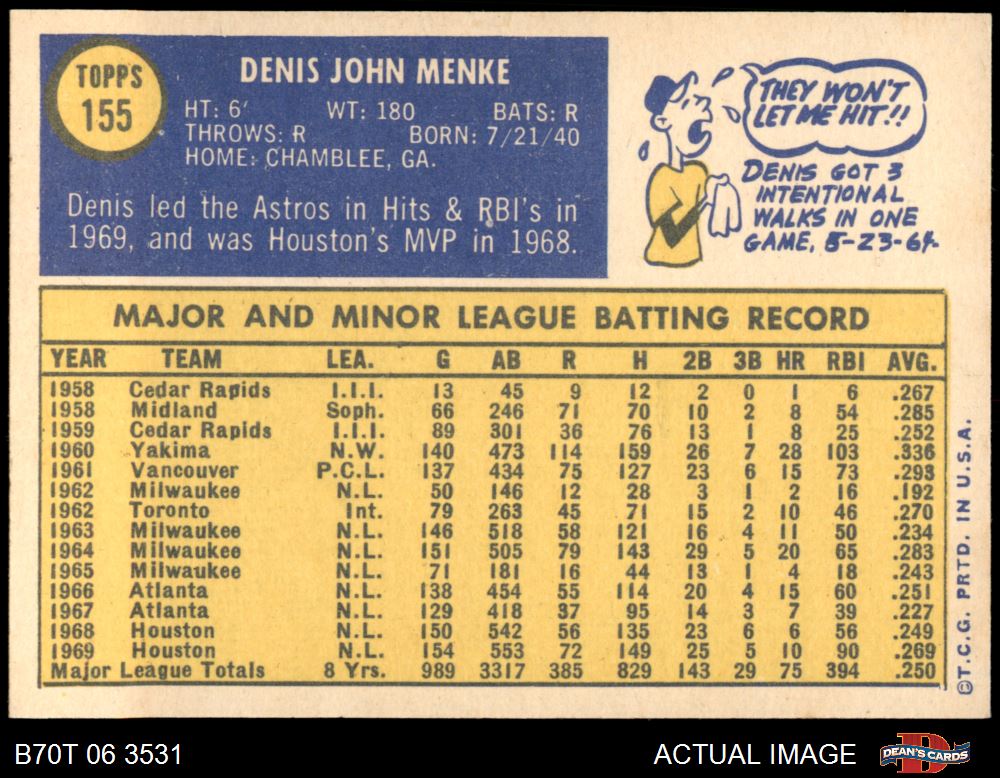 TOPPS
155
DENIS JOHN MENKE
HT: 6' WT: 180 BATS: R
THROWS: R BORN: 7/21/40
HOME: CHAMBLEE, GA.
Denis led the Astros in Hits & RBI's in
1969, and was Houston's MVP in 1968.
THEY WON'T
LET ME HIT!!
DENIS GOT 3
INTENTIONAL
WALKS IN ONE
GAME, 5-23-64.
MAJOR AND MINOR LEAGUE BATTING RECORD
YEAR TEAM LEA. G AB R H 2B 3B HR RBI AVG.
1958 Cedar Rapids I.I.I. 13 45 9 12 2 0 1 6 .267
1958 Midland Soph. 66 246 71 70 10 2 8 54 .285
1959 Cedar Rapids I.I.I. 89 301 36 76 13 1 8 25 .252
1960 Yakima N.W. 140 473 114 159 26 7 28 103 .336
1961 Vancouver P.C.L. 137 434 75 127 23 6 15 73 .293
1962 Milwaukee N.L. 50 146 12 28 3 1 2 16 .192
1962 Toronto Int. 79 263 45 71 15 2 10 46 .270
1963 Milwaukee N.L. 146 518 58 121 16 4 11 50 .234
1964 Milwaukee N.L. 151 505 79 143 29 5 20 65 .283
1965 Milwaukee N.L. 71 181 16 44 13 1 4 18 .243
1966 Atlanta N.L. 138 454 55 114 20 4 15 60 .251
1967 Atlanta N.L. 129 418 37 95 14 3 7 39 .227
1968 Houston N.L. 150 542 56 135 23 6 6 56 .249
1969 Houston N.L. 154 553 72 149 25 5 10 90 .269
Major League Totals 8 Yrs. 989 3317 385 829 143 29 75 394 .250
©T.C.G. PRTD. IN U.S.A.
B70T 06 3531
ACTUAL IMAGE
DEAN'S CARDS